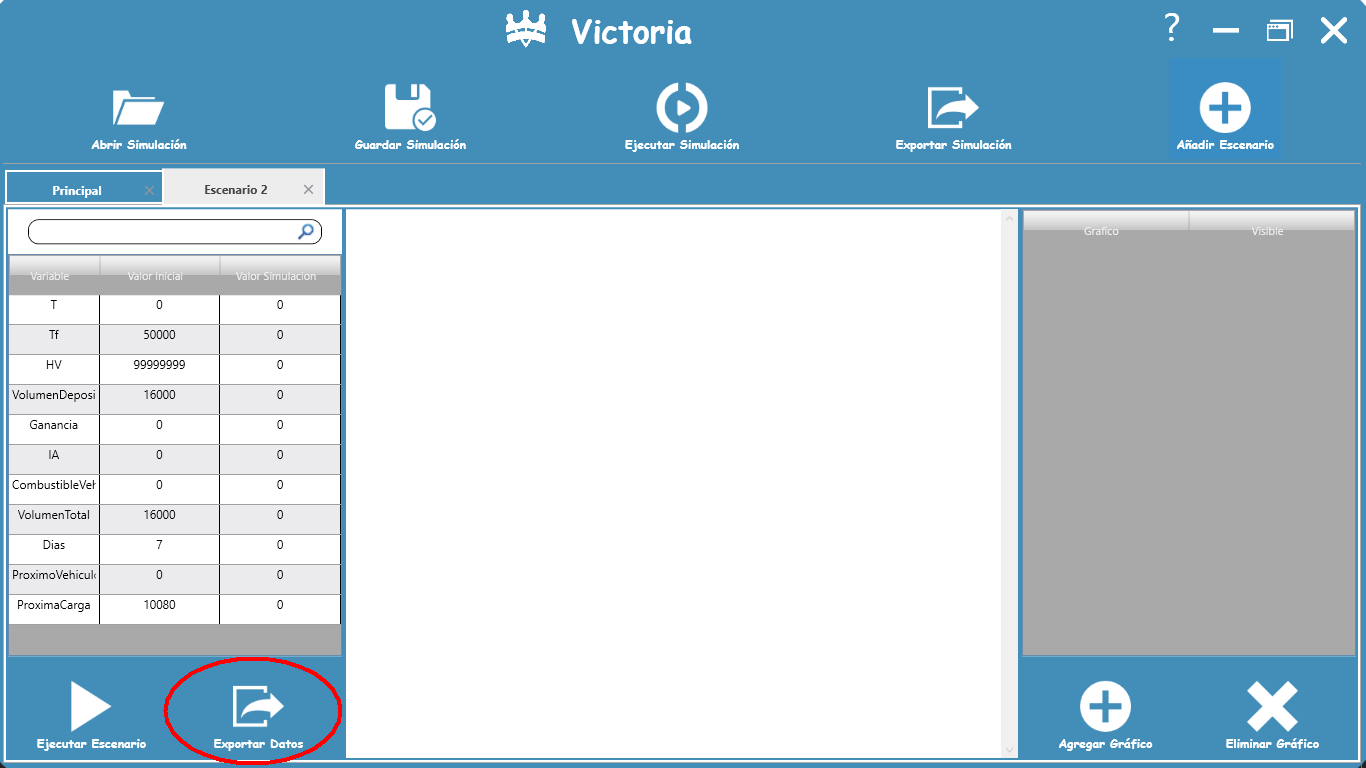 Victoria
?
Abrir Simulación
Guardar Simulación
Ejecutar Simulación
Exportar Simulación
Añadir Escenario
Principal
Escenario 2
Variable Valor Inicial Valor Simulacion
T 0 0
Tf 50000 0
HV 99999999 0
VolumenDeposi 16000 0
Ganancia 0 0
IA 0 0
CombustibleVeh 0 0
VolumenTotal 16000 0
Dias 7 0
ProximoVehiculo 0 0
ProximaCarga 10080 0
Ejecutar Escenario
Exportar Datos
Grafico Visible
Agregar Gráfico
Eliminar Gráfico